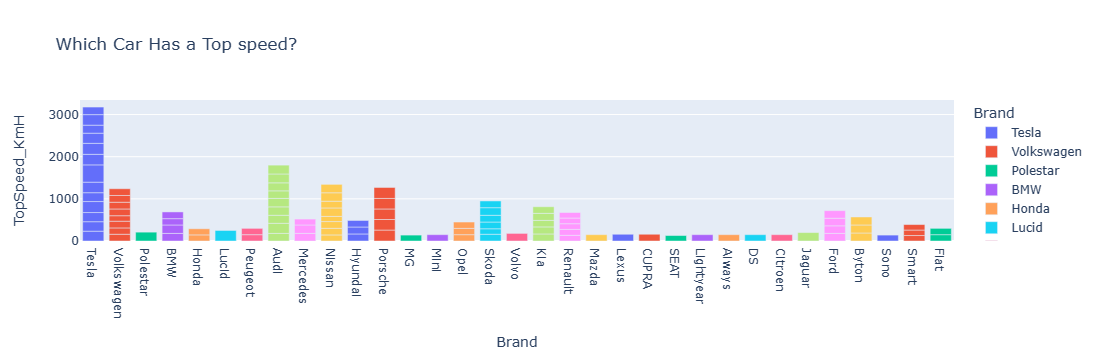 Which Car Has a Top speed?
TopSpeed_KmH
3000
2000
1000
0
Tesla
Volkswagen
Polestar
BMW
Honda
Lucid
Peugeot
Audi
Mercedes
Nissan
Hyundai
Porsche
MG
Mini
Opel
Skoda
Volvo
Kia
Renault
Mazda
Lexus
CUPRA
SEAT
Lightyear
Aiways
DS
Citroen
Jaguar
Ford
Byton
Sono
Smart
Fiat
Brand
Brand
Tesla
Volkswagen
Polestar
BMW
Honda
Lucid